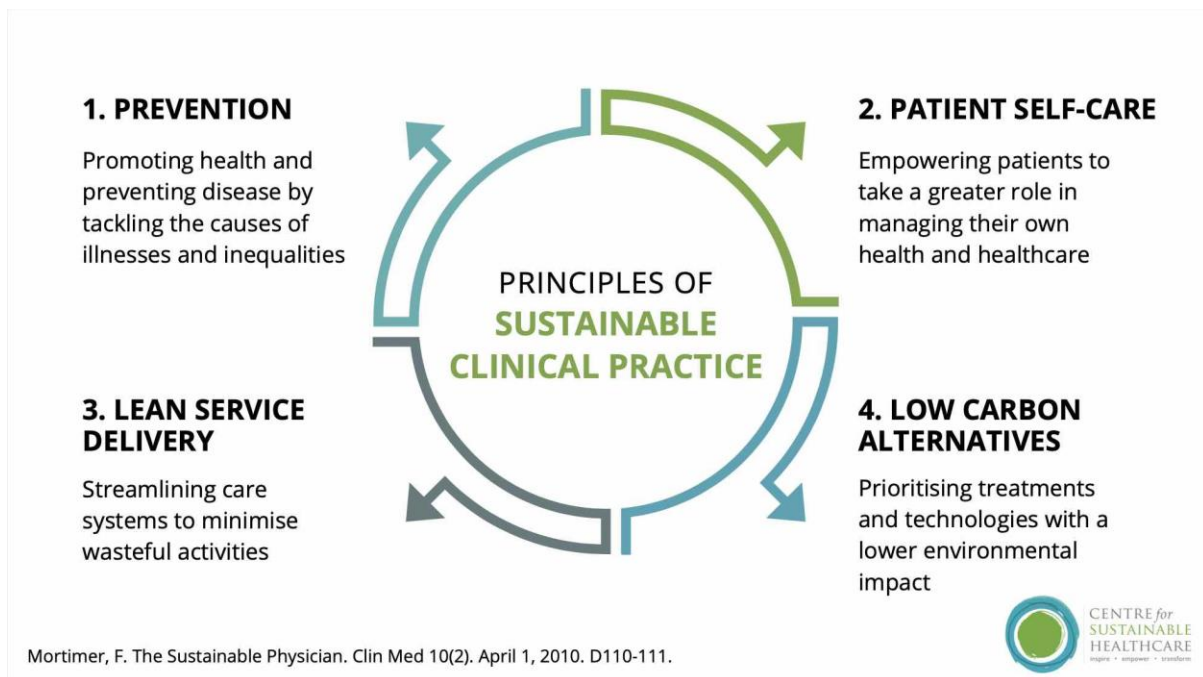 1. PREVENTION
Promoting health and
preventing disease by
tackling the causes of
illnesses and inequalities
2. PATIENT SELF-CARE
Empowering patients to
take a greater role in
managing their own
health and healthcare
PRINCIPLES OF
SUSTAINABLE
CLINICAL PRACTICE
3. LEAN SERVICE
DELIVERY
Streamlining care
systems to minimise
wasteful activities
4. LOW CARBON
ALTERNATIVES
Prioritising treatments
and technologies with a
lower environmental
impact
Mortimer, F. The Sustainable Physician. Clin Med 10(2). April 1, 2010. D110-111.
CENTRE for
SUSTAINABLE
HEALTHCARE
inspire • empower • transform